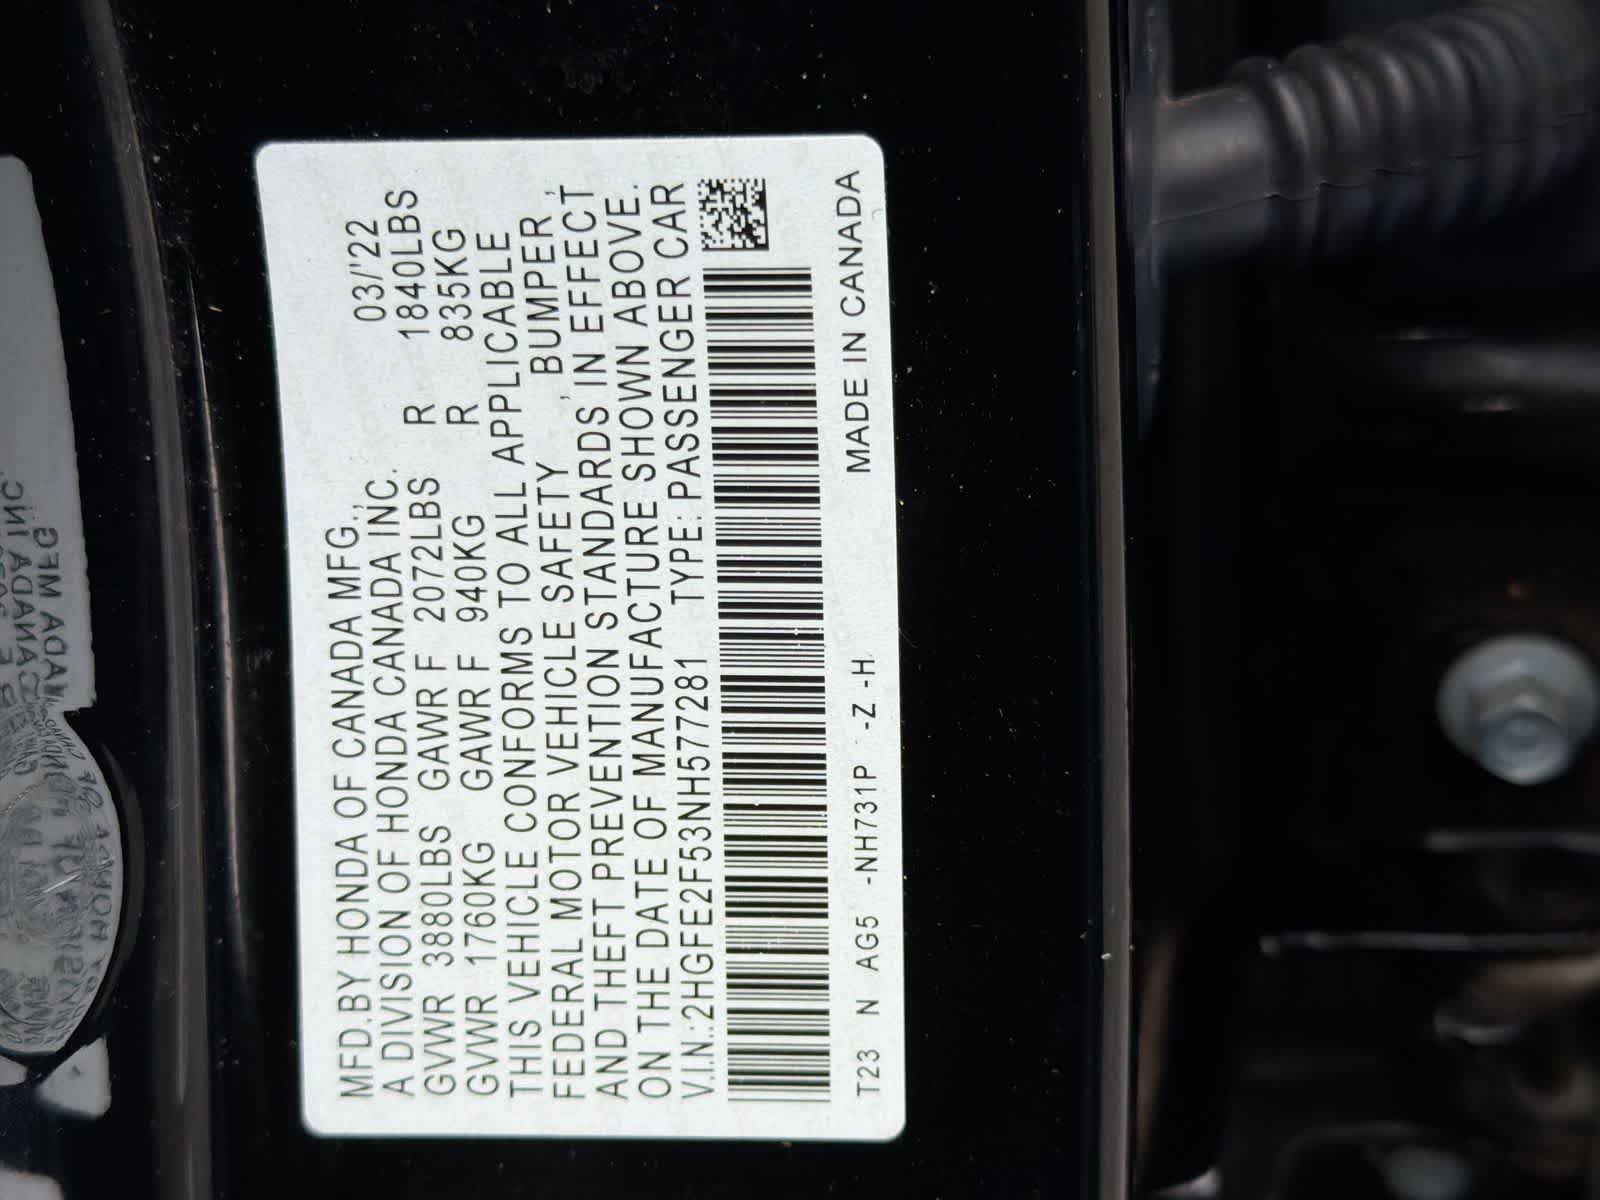 MFD.BY HONDA OF CANADA MFG.,
A DIVISION OF HONDA CANADA INC. 03/'22
GVWR 3880LBS GAWR F 2072LBS R 1840LBS
GVWR 1760KG GAWR F 940KG R 835KG
THIS VEHICLE CONFORMS TO ALL APPLICABLE
FEDERAL MOTOR VEHICLE SAFETY , BUMPER ,
AND THEFT PREVENTION STANDARDS IN EFFECT
ON THE DATE OF MANUFACTURE SHOWN ABOVE.
V.I.N.:2HGFE2F53NH577281 TYPE: PASSENGER CAR
T23 N AG5 -NH731P -Z -H MADE IN CANADA